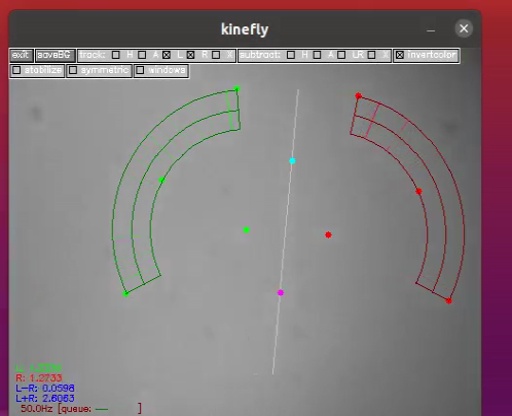 kinefly
exit saveBG track: H A L R X subtract: H A LR X invertcolor
stabilize symmetric windows
R: 1.2733
L-R: 0.0598
L+R: 2.6063
50.0Hz [queue: — ]